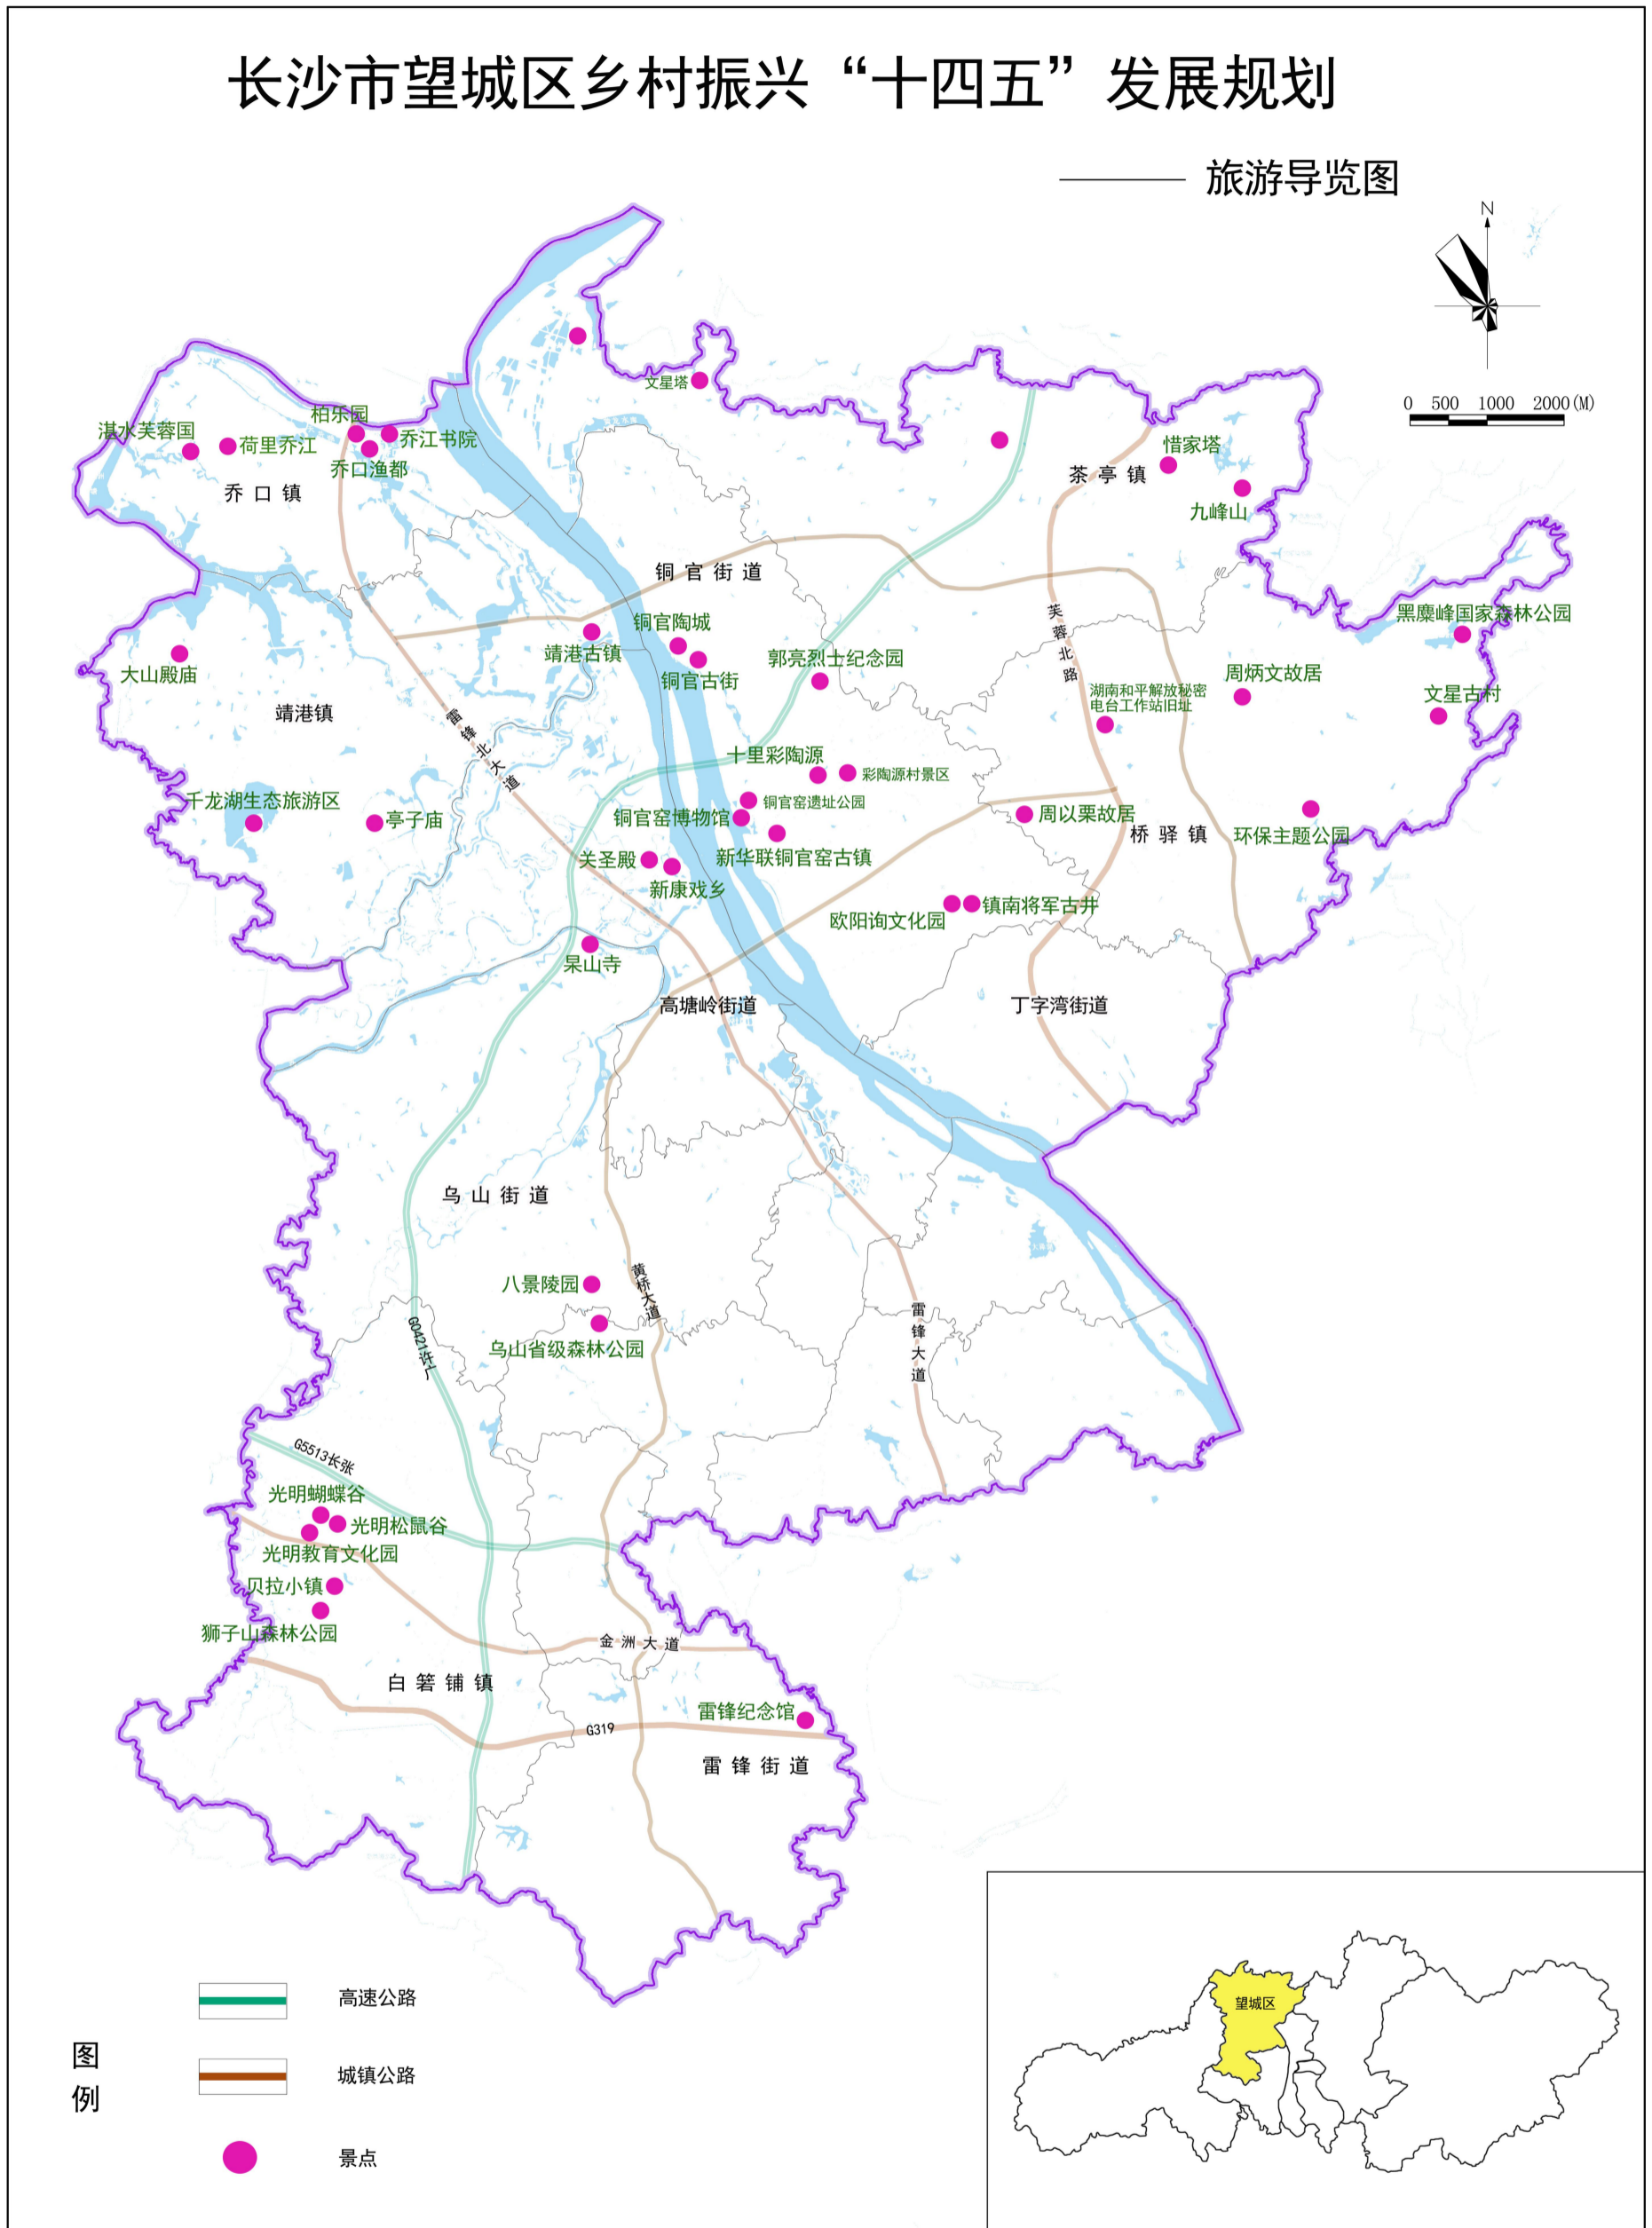 长沙市望城区乡村振兴“十四五”发展规划
旅游导览图
N
0 500 1000 2000(M)
文星塔
柏乐园
湛水芙蓉国
荷里乔江
乔江书院
乔口渔都
乔口镇
惜家塔
茶亭镇
九峰山
铜官街道
芙蓉北路
黑麋峰国家森林公园
铜官陶城
靖港古镇
铜官古街
郭亮烈士纪念园
大山殿庙
周炳文故居
湖南和平解放秘密
电台工作站旧址
文星古村
靖港镇
雷锋北大道
十里彩陶源
彩陶源村景区
千龙湖生态旅游区
亭子庙
铜官窑遗址公园
铜官窑博物馆
周以栗故居
桥驿镇
环保主题公园
关圣殿
新华联铜官窑古镇
新康戏乡
欧阳询文化园
镇南将军古井
杲山寺
高塘岭街道
丁字湾街道
乌山街道
八景陵园
黄桥大道
乌山省级森林公园
雷锋大道
G0421许广
G5513长张
光明蝴蝶谷
光明松鼠谷
光明教育文化园
贝拉小镇
狮子山森林公园
金洲大道
白箬铺镇
雷锋纪念馆
G319
雷锋街道
图例
高速公路
城镇公路
景点
望城区